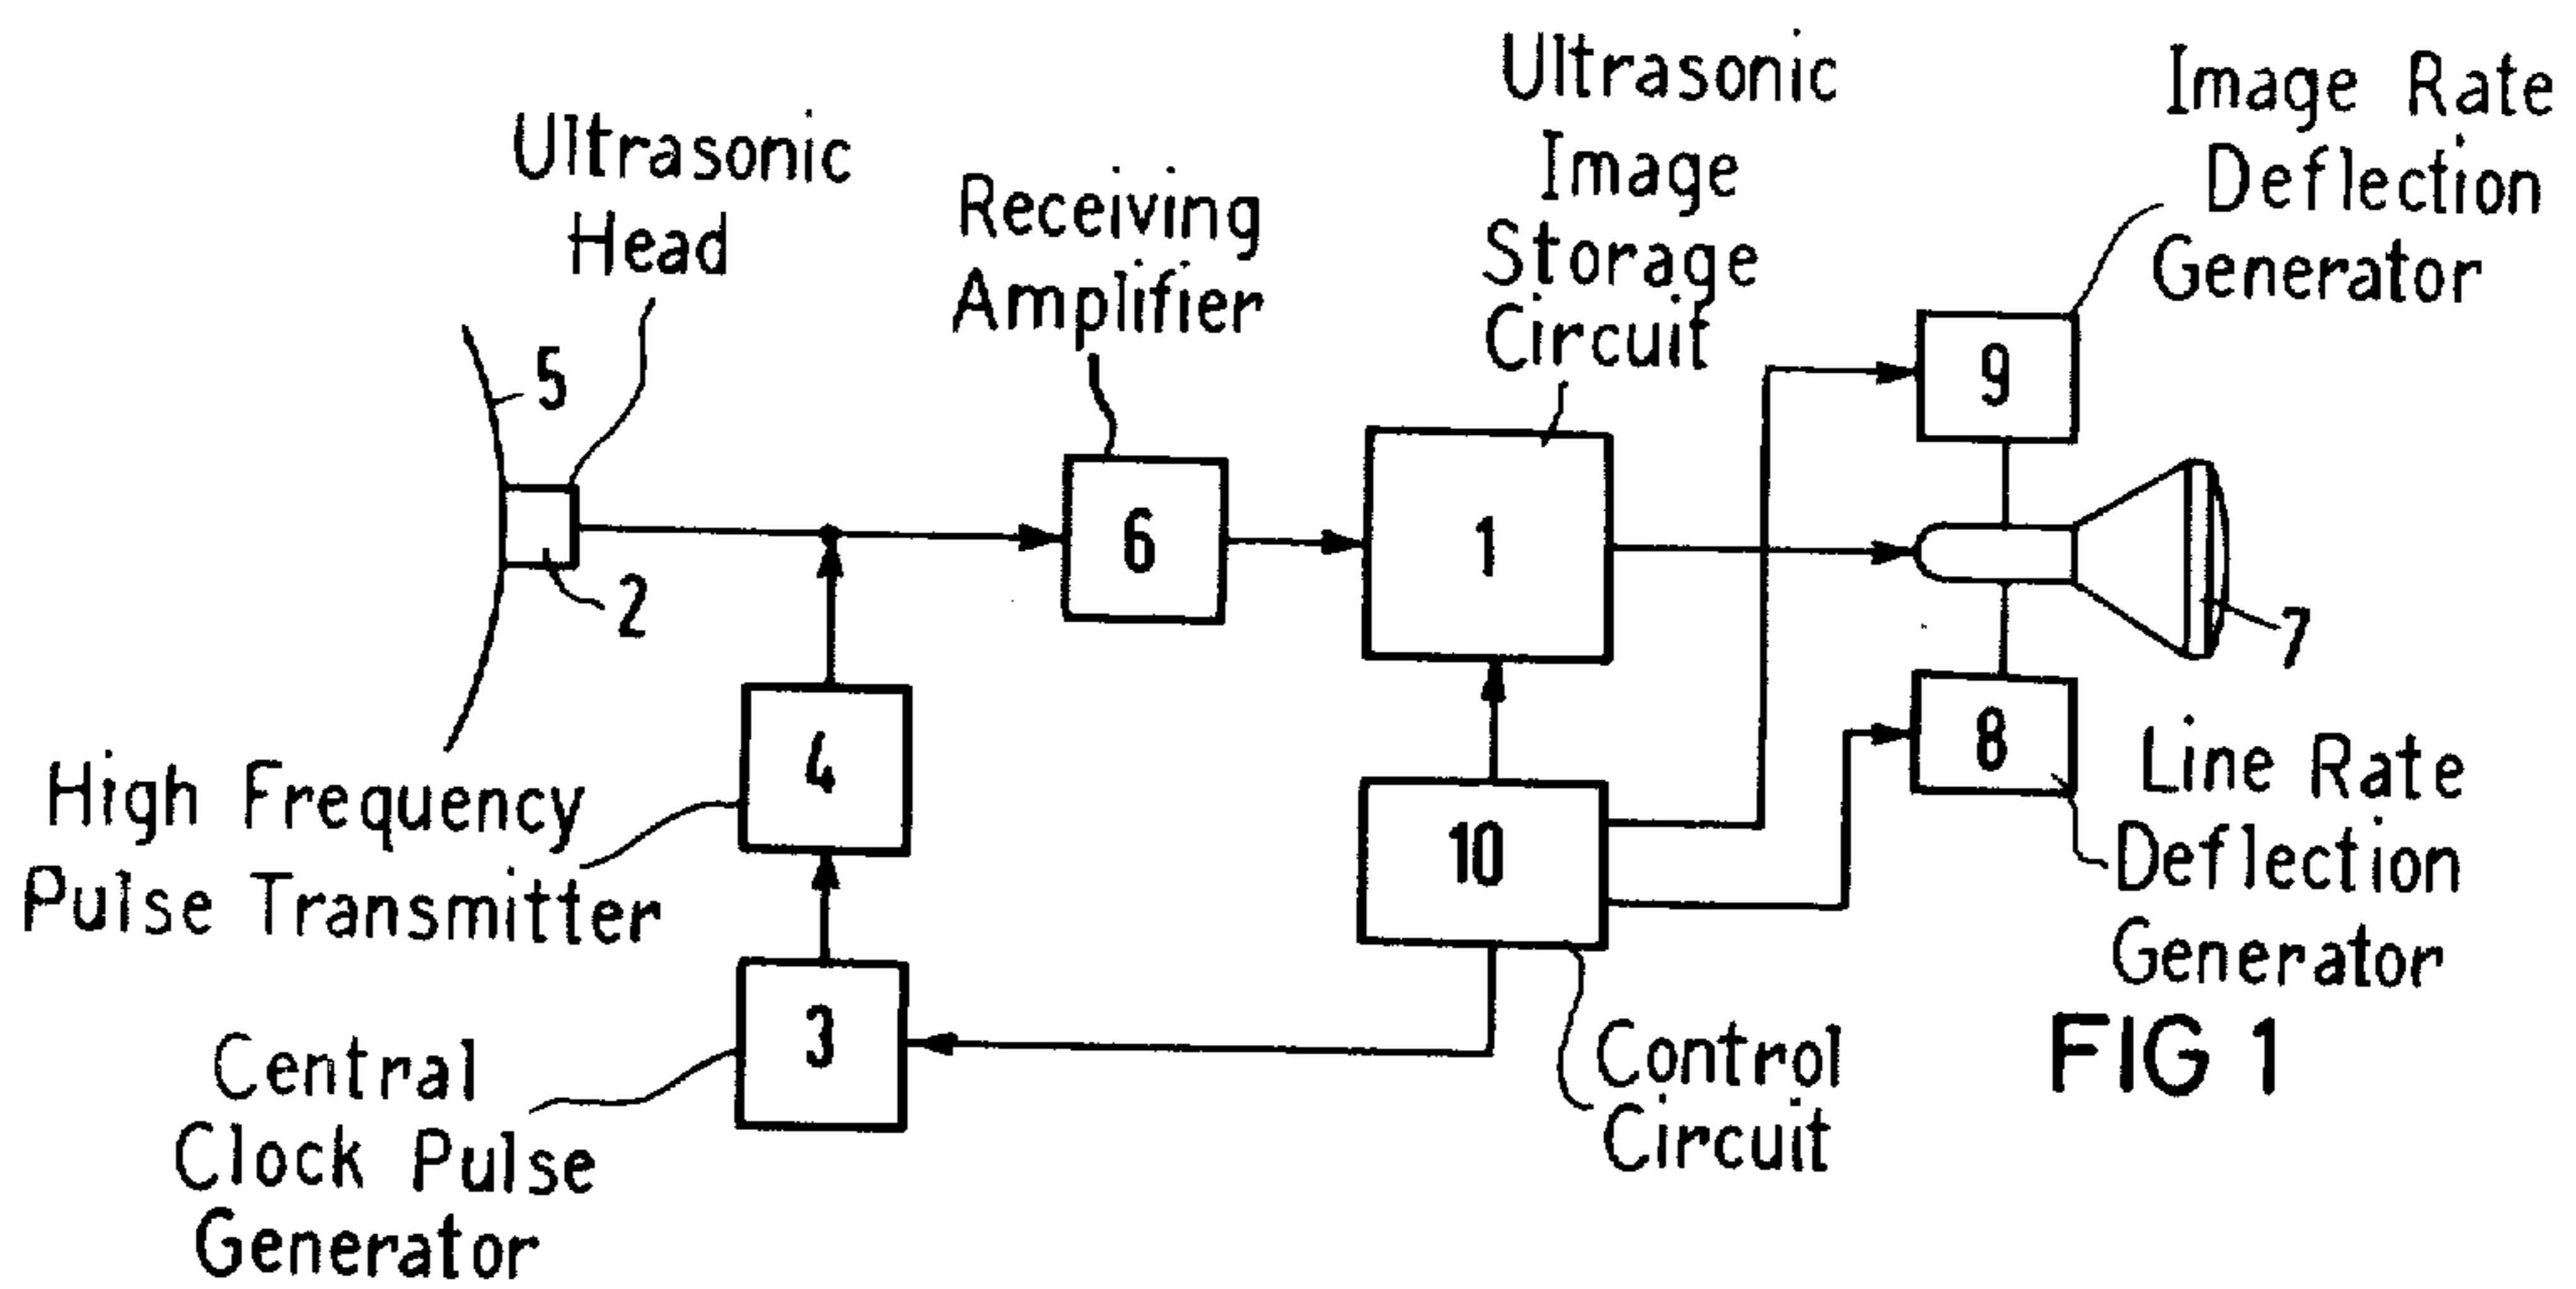 Ultrasonic
Head
5
2
Receiving
Amplifier
6
Ultrasonic
Image
Storage
Circuit
1
Image Rate
Deflection
Generator
9
7
8
Line Rate
Deflection
Generator
High Frequency
Pulse Transmitter
4
10
Control
Circuit
3
Central
Clock Pulse
Generator
FIG 1